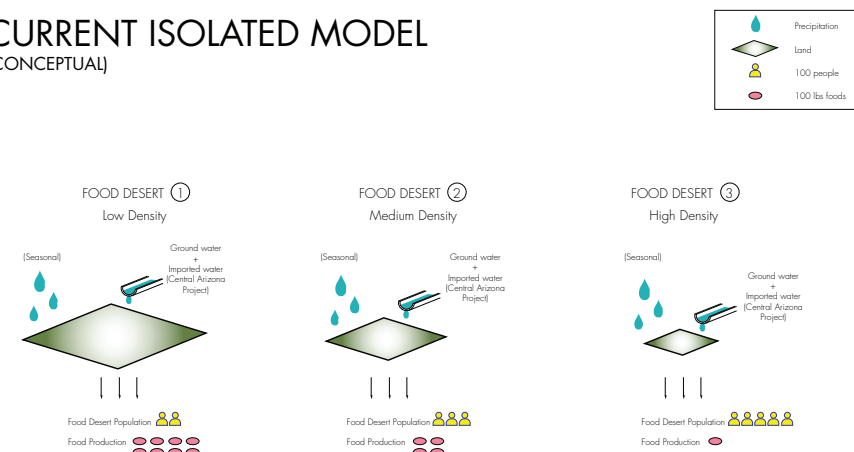 CURRENT ISOLATED MODEL
CONCEPTUAL)
Precipitation
Land
100 people
100 lbs foods
FOOD DESERT 1
Low Density
(Seasonal)
Ground water
+
Imported water
(Central Arizona
Project)
Food Desert Population
Food Production
FOOD DESERT 2
Medium Density
(Seasonal)
Ground water
+
Imported water
(Central Arizona
Project)
Food Desert Population
Food Production
FOOD DESERT 3
High Density
(Seasonal)
Ground water
+
Imported water
(Central Arizona
Project)
Food Desert Population
Food Production